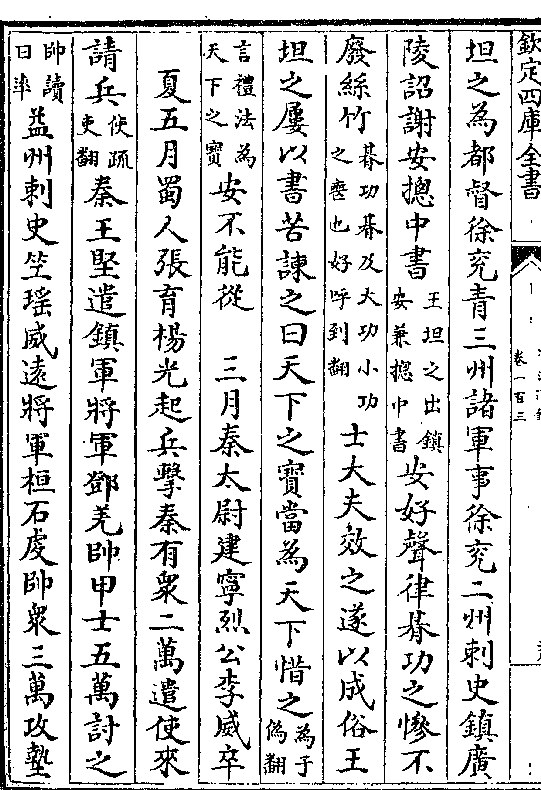 欽定四庫全書
卷一百三
坦之為都督徐兖青三州諸軍事徐兖二州刺史鎮廣
陵詔謝安摠中書王坦之出鎮安兼摠中書安好聲律朞功之慘不
廢絲竹朞功朞及大功小功之喪也好呼到翻士大夫效之遂以成俗王
坦之屢以書苦諫之曰天下之寳當為天下惜之為于偽翻
言禮法為天下之寳安不能從　三月秦太尉建寧烈公李威卒
夏五月蜀人張育楊光起兵擊秦有衆二萬遣使來
請兵使疏吏翻秦王堅遣鎮軍將軍鄧羌帥甲士五萬討之
帥讀曰率益州刺史竺瑤威遠將軍桓石虔帥衆三萬攻墊